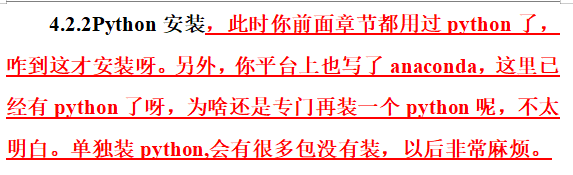 4.2.2Python 安装，此时你前面章节都用过 python 了，
咋到这才安装呀。另外，你平台上也写了 anaconda，这里已
经有 python 了呀，为啥还是专门再装一个 python 呢，不太
明白。单独装 python,会有很多包没有装，以后非常麻烦。